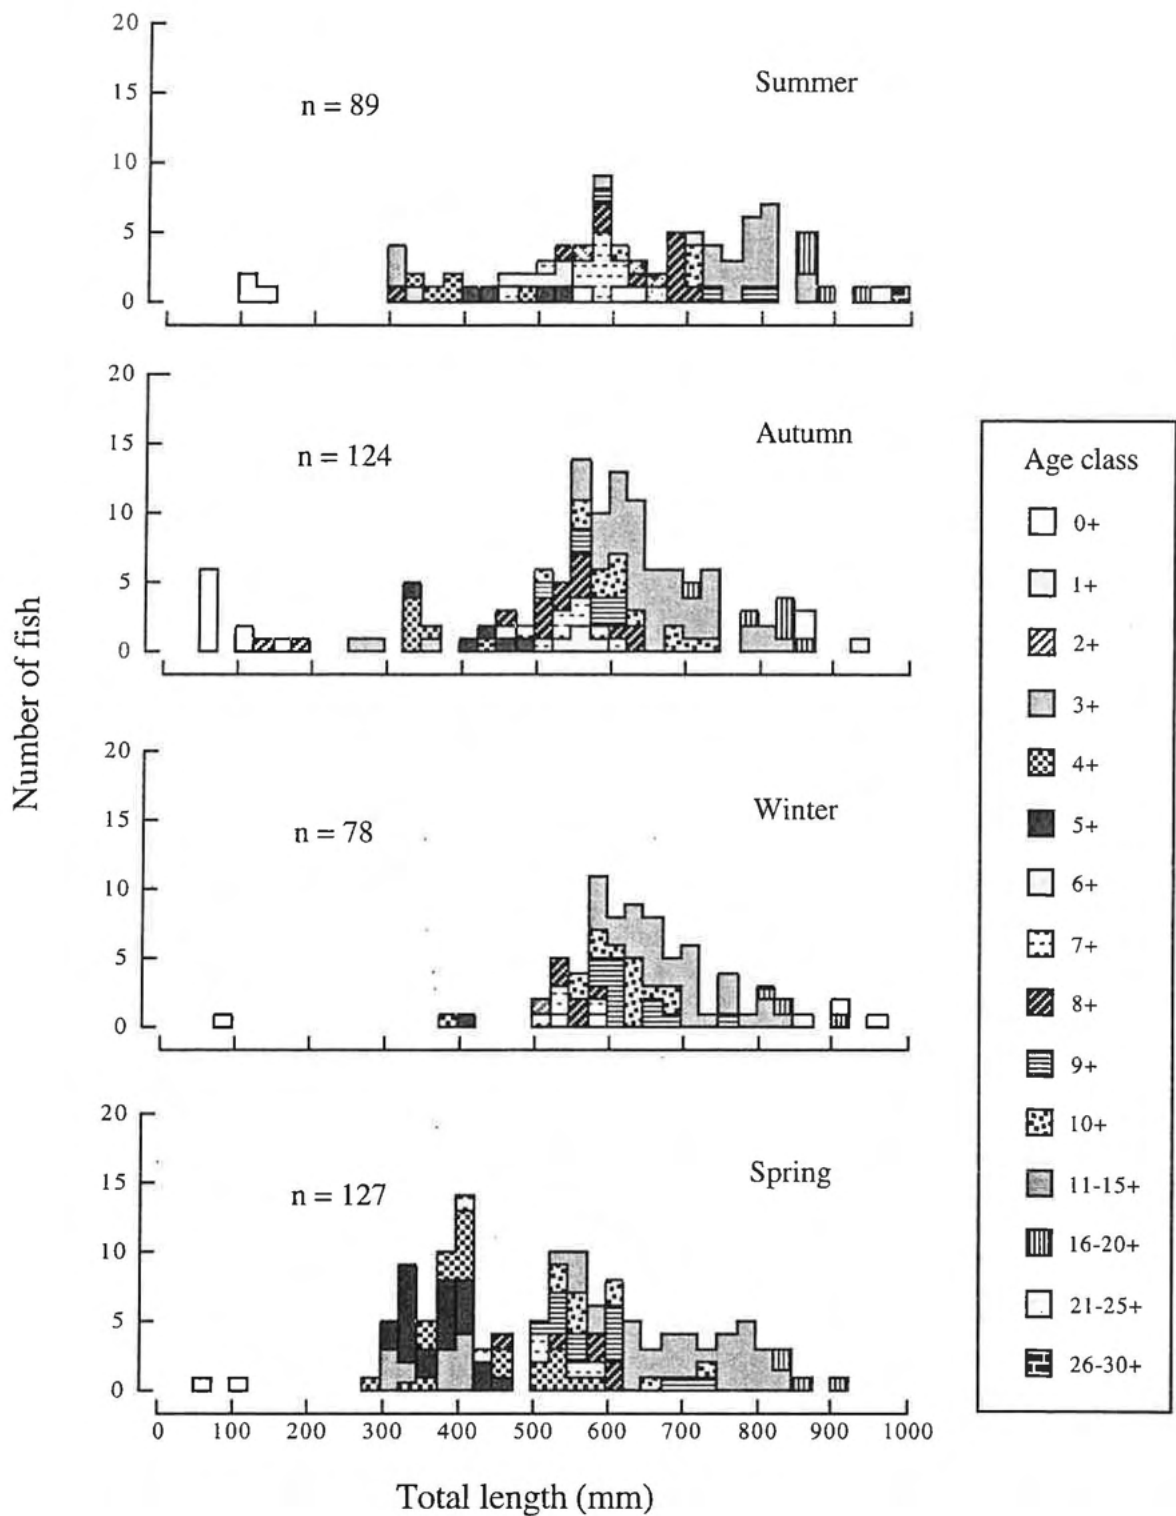 20
15
10
5
0
n = 89
Summer
20
15
10
5
0
n = 124
Autumn
20
15
10
5
0
n = 78
Winter
20
15
10
5
0
n = 127
Spring
0 100 200 300 400 500 600 700 800 900 1000
Total length (mm)
Number of fish
Age class
0+
1+
2+
3+
4+
5+
6+
7+
8+
9+
10+
11-15+
16-20+
21-25+
26-30+